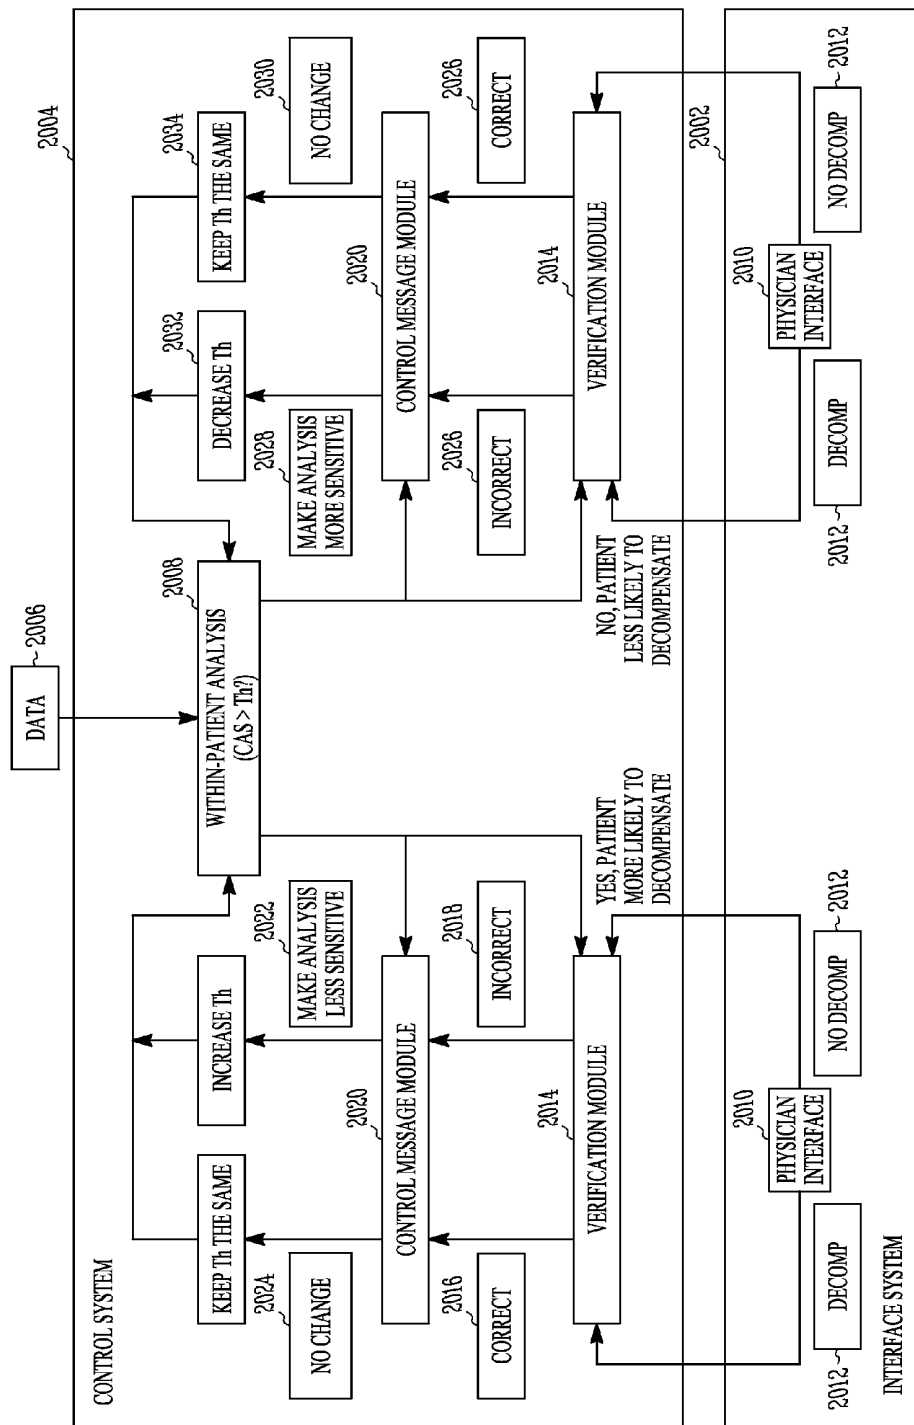 DATA
2006
CONTROL SYSTEM
2004
WITHIN-PATIENT ANALYSIS
(CAS > Th?)
2008
KEEP Th THE SAME
INCREASE Th
DECREASE Th
2032
KEEP Th THE SAME
2034
2024
NO CHANGE
2022
MAKE ANALYSIS
LESS SENSITIVE
2028
MAKE ANALYSIS
MORE SENSITIVE
2030
NO CHANGE
CONTROL MESSAGE MODULE
2020
CONTROL MESSAGE MODULE
2020
2016
CORRECT
2018
INCORRECT
2026
INCORRECT
2026
CORRECT
VERIFICATION MODULE
2014
VERIFICATION MODULE
2014
YES, PATIENT
MORE LIKELY TO
DECOMPENSATE
NO, PATIENT
LESS LIKELY TO
DECOMPENSATE
2002
2010
PHYSICIAN
INTERFACE
2010
PHYSICIAN
INTERFACE
2012
DECOMP
NO DECOMP
2012
2012
DECOMP
NO DECOMP
2012
INTERFACE SYSTEM